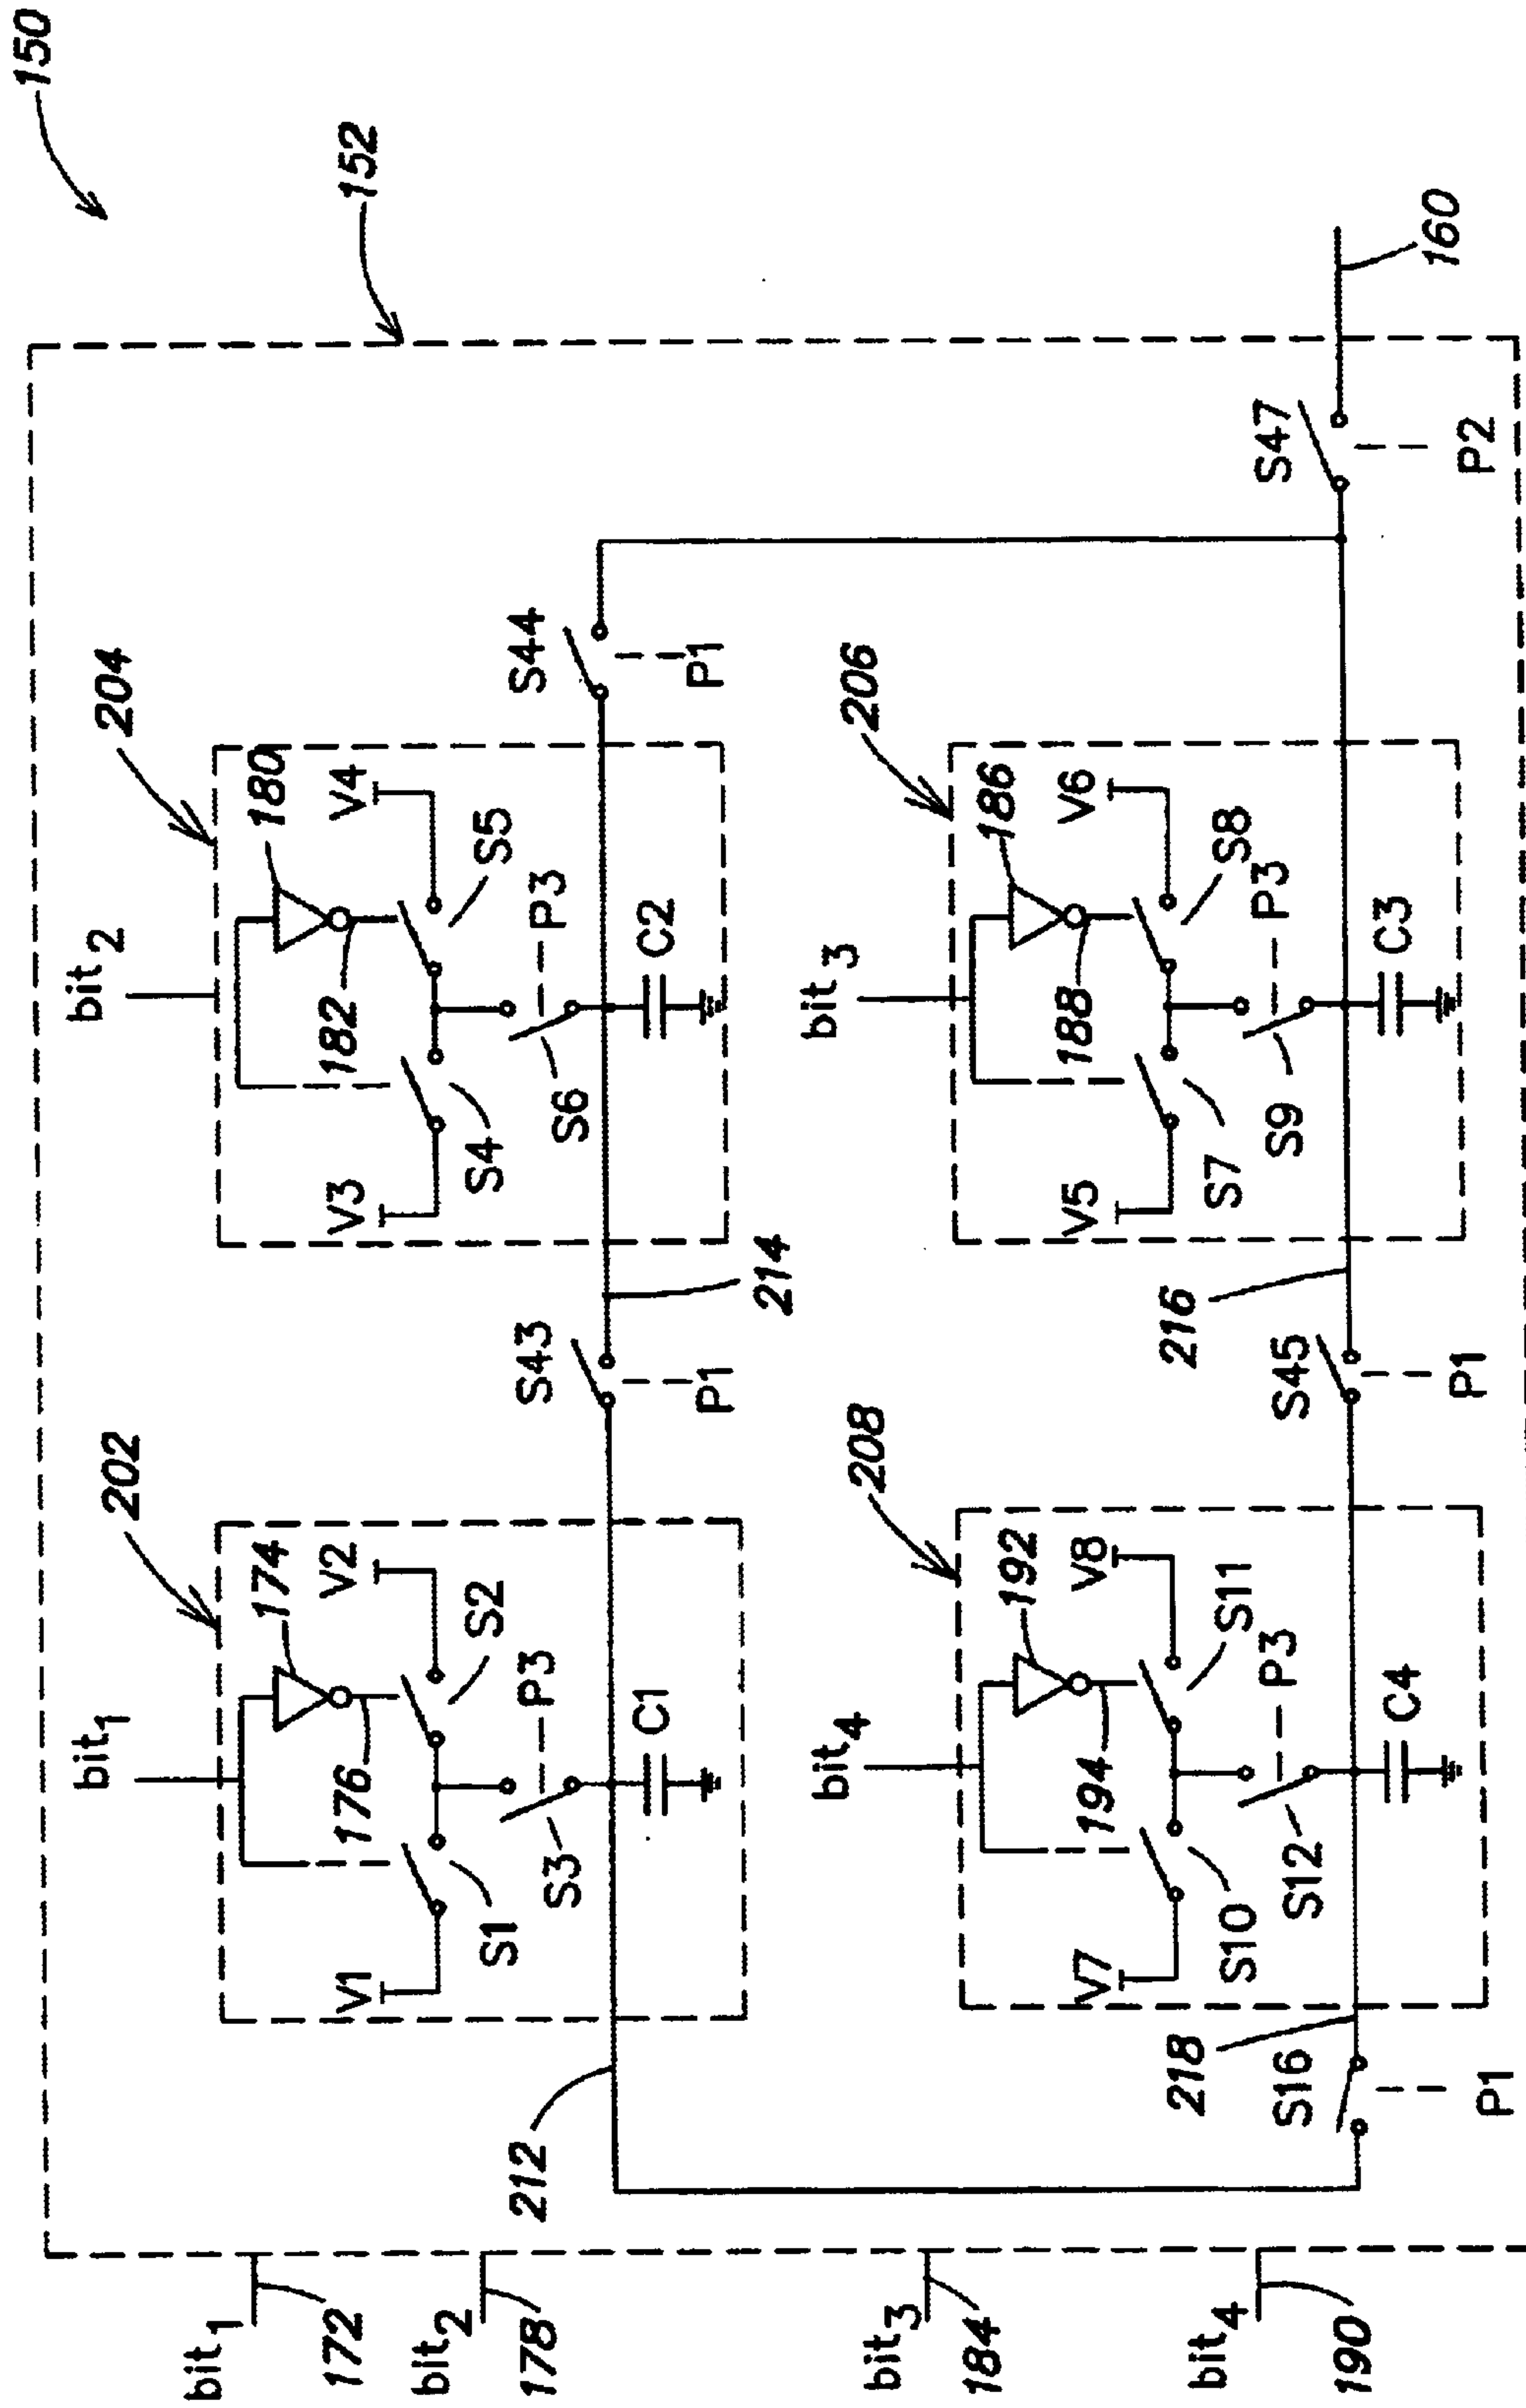 150
152
202
bit1
174
V2
176
S2
V1
S1
S3
P3
C1
212
S43
P1
204
bit2
180
V4
182
S5
V3
S4
S6
P3
C2
214
S44
P1
208
bit4
192
V8
194
S11
V7
S10
S12
P3
C4
218
S16
P1
S45
P1
206
bit3
186
V6
188
S8
V5
S7
S9
P3
C3
216
S47
P2
160
bit1
172
bit2
178
bit3
184
bit4
190